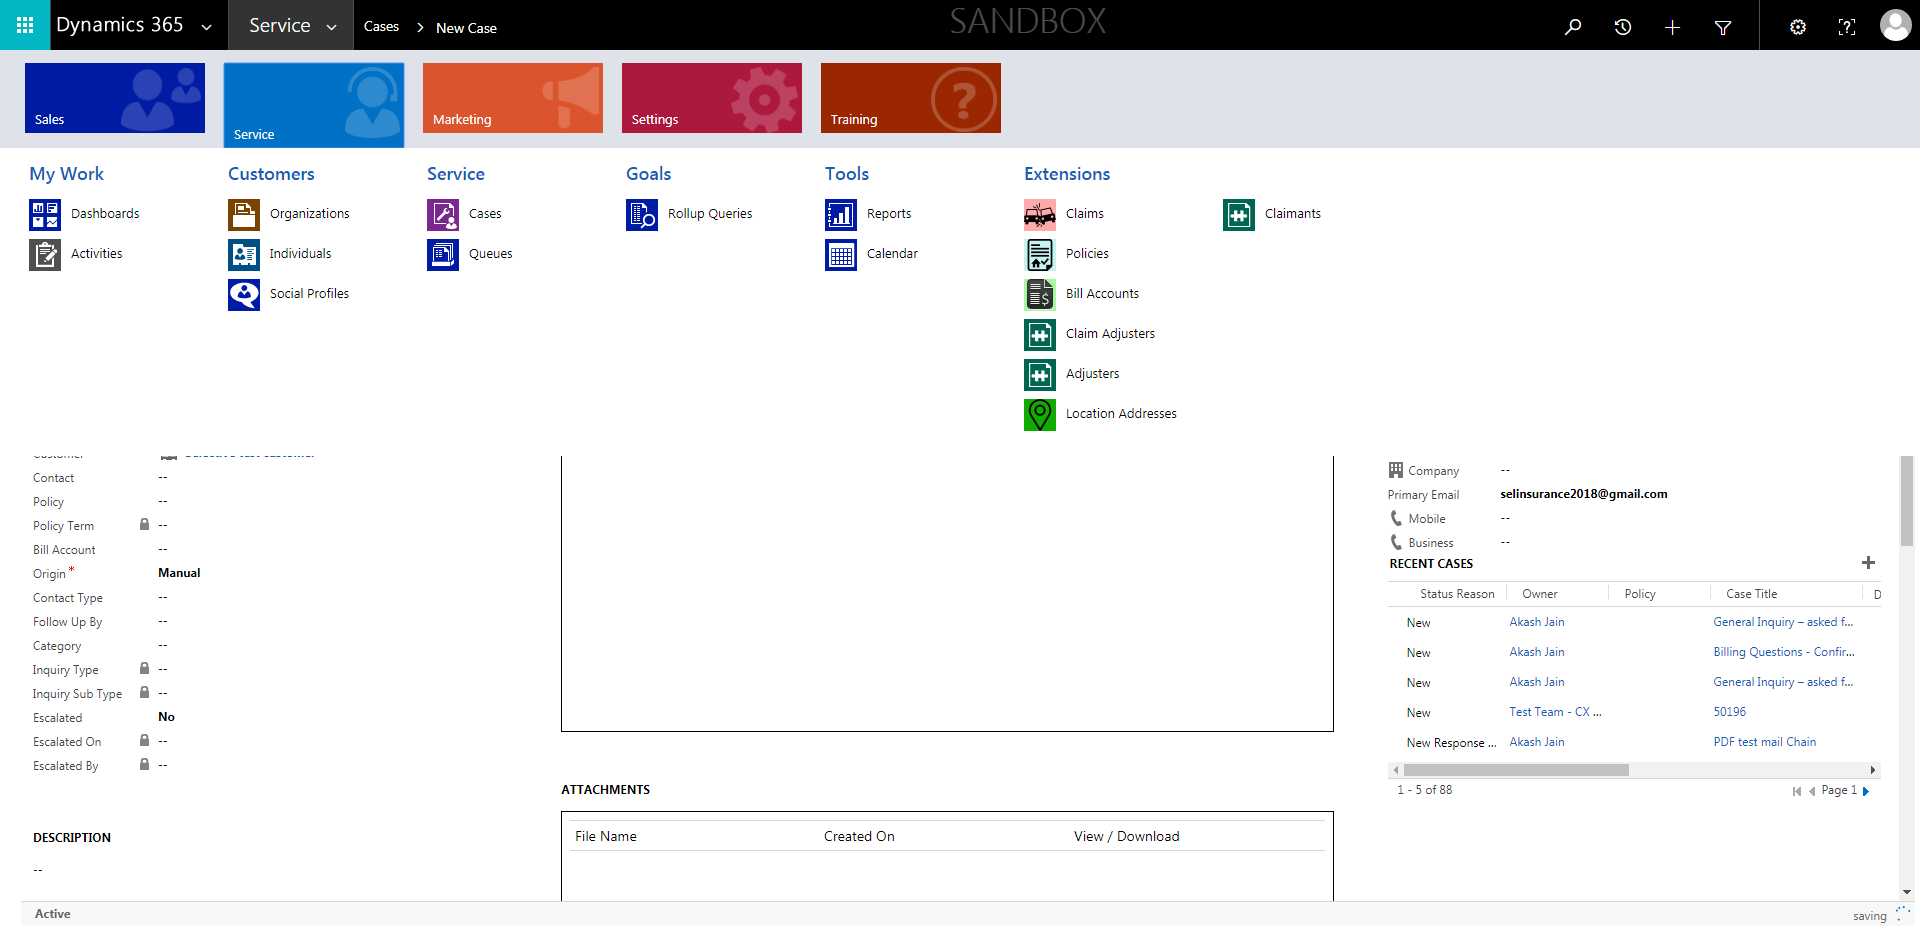 Dynamics 365
Service
Cases > New Case
SANDBOX
Sales
Service
Marketing
Settings
Training
My Work
Dashboards
Activities
Customers
Organizations
Individuals
Social Profiles
Service
Cases
Queues
Goals
Rollup Queries
Tools
Reports
Calendar
Extensions
Claims
Policies
Bill Accounts
Claim Adjusters
Adjusters
Location Addresses
Claimants
Contact --
Policy --
Policy Term --
Bill Account --
Origin * Manual
Contact Type --
Follow Up By --
Category --
Inquiry Type --
Inquiry Sub Type --
Escalated No
Escalated On --
Escalated By --
DESCRIPTION
--
ATTACHMENTS
File Name Created On View / Download
Company --
Primary Email selinsurance2018@gmail.com
Mobile --
Business --
RECENT CASES
Status Reason Owner Policy Case Title D
New Akash Jain General Inquiry – asked f...
New Akash Jain Billing Questions - Confir...
New Akash Jain General Inquiry – asked f...
New Test Team - CX ... 50196
New Response ... Akash Jain PDF test mail Chain
1 - 5 of 88 Page 1
Active saving